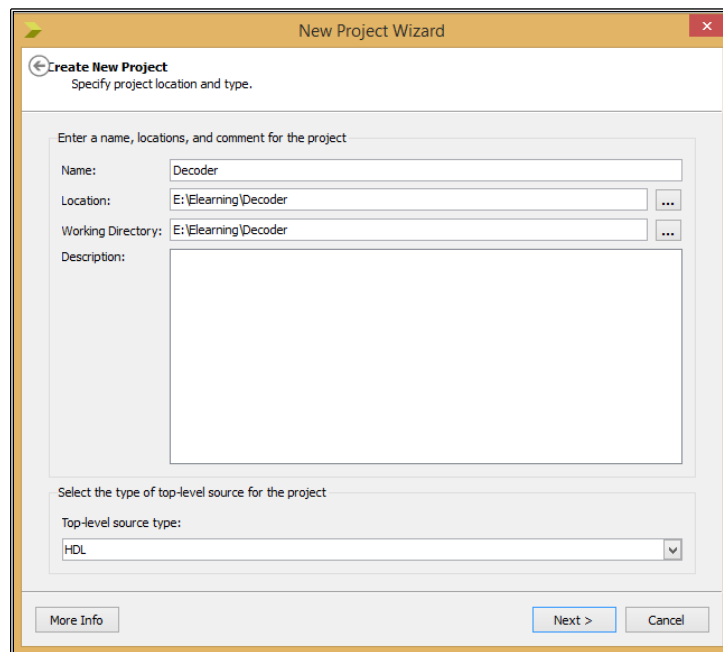 New Project Wizard
Create New Project
Specify project location and type.
Enter a name, locations, and comment for the project
Name: Decoder
Location: E:\Elearning\Decoder ...
Working Directory: E:\Elearning\Decoder ...
Description:
Select the type of top-level source for the project
Top-level source type:
HDL
More Info Next > Cancel